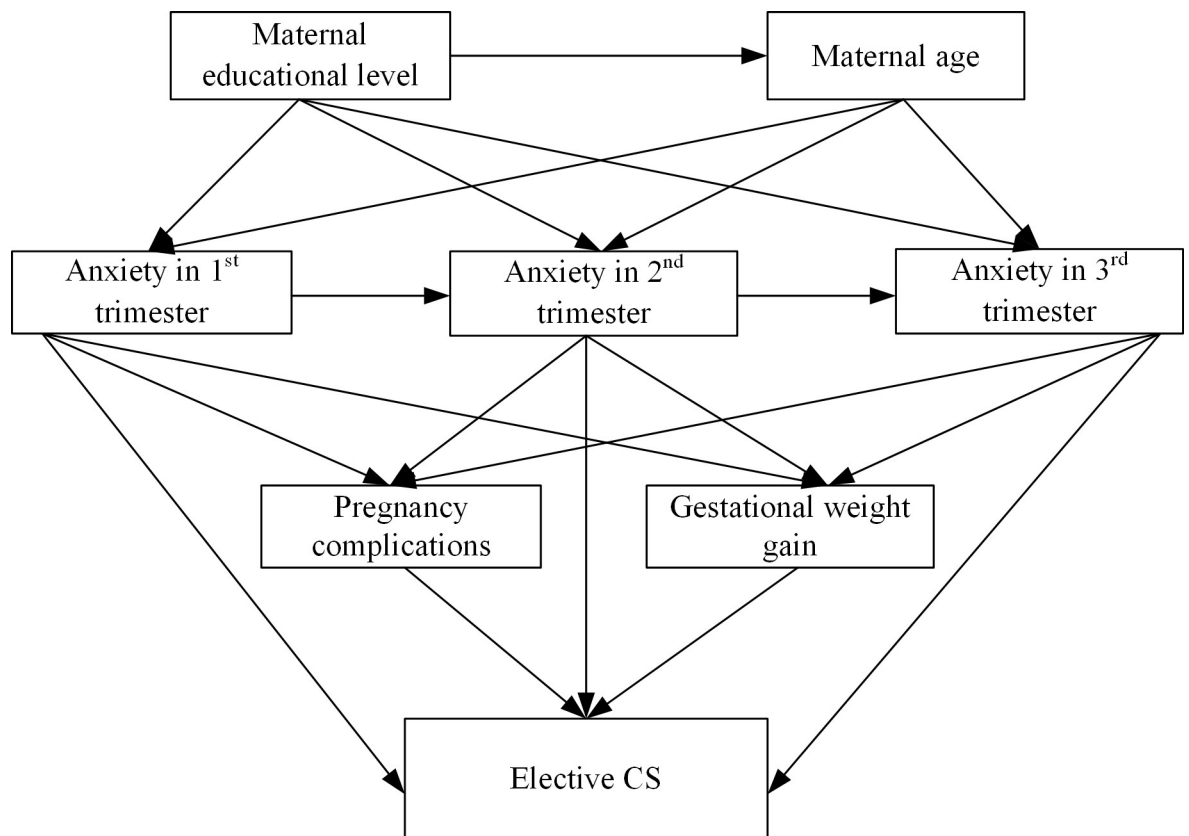 Maternal
educational level
Maternal age
Anxiety in 1st
trimester
Anxiety in 2nd
trimester
Anxiety in 3rd
trimester
Pregnancy
complications
Gestational weight
gain
Elective CS